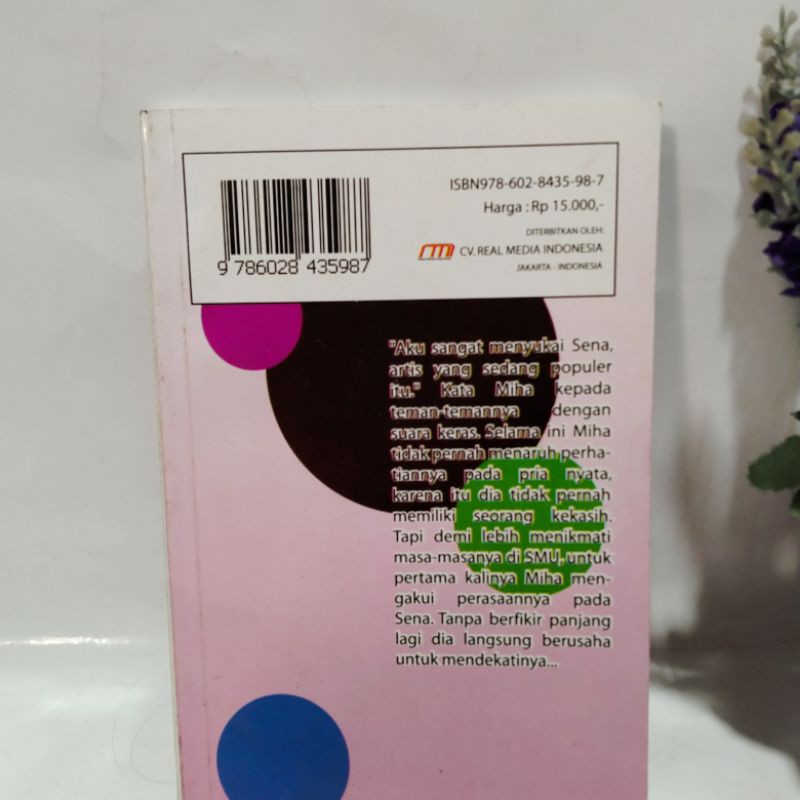 ISBN978-602-8435-98-7
Harga : Rp 15.000,-
DITERBITKAN OLEH:
rmi CV. REAL MEDIA INDONESIA
JAKARTA - INDONESIA
9 786028 435987
"Aku sangat menyukai Sena,
artis yang sedang populer
itu." Kata Miha kepada
teman-temannya dengan
suara keras. Selama ini Miha
tidak pernah menaruh perha-
tiannya pada pria nyata,
karena itu dia tidak pernah
memiliki seorang kekasih.
Tapi demi lebih menikmati
masa-masanya di SMU, untuk
pertama kalinya Miha men-
gakui perasaannya pada
Sena. Tanpa berfikir panjang
lagi dia langsung berusaha
untuk mendekatinya...